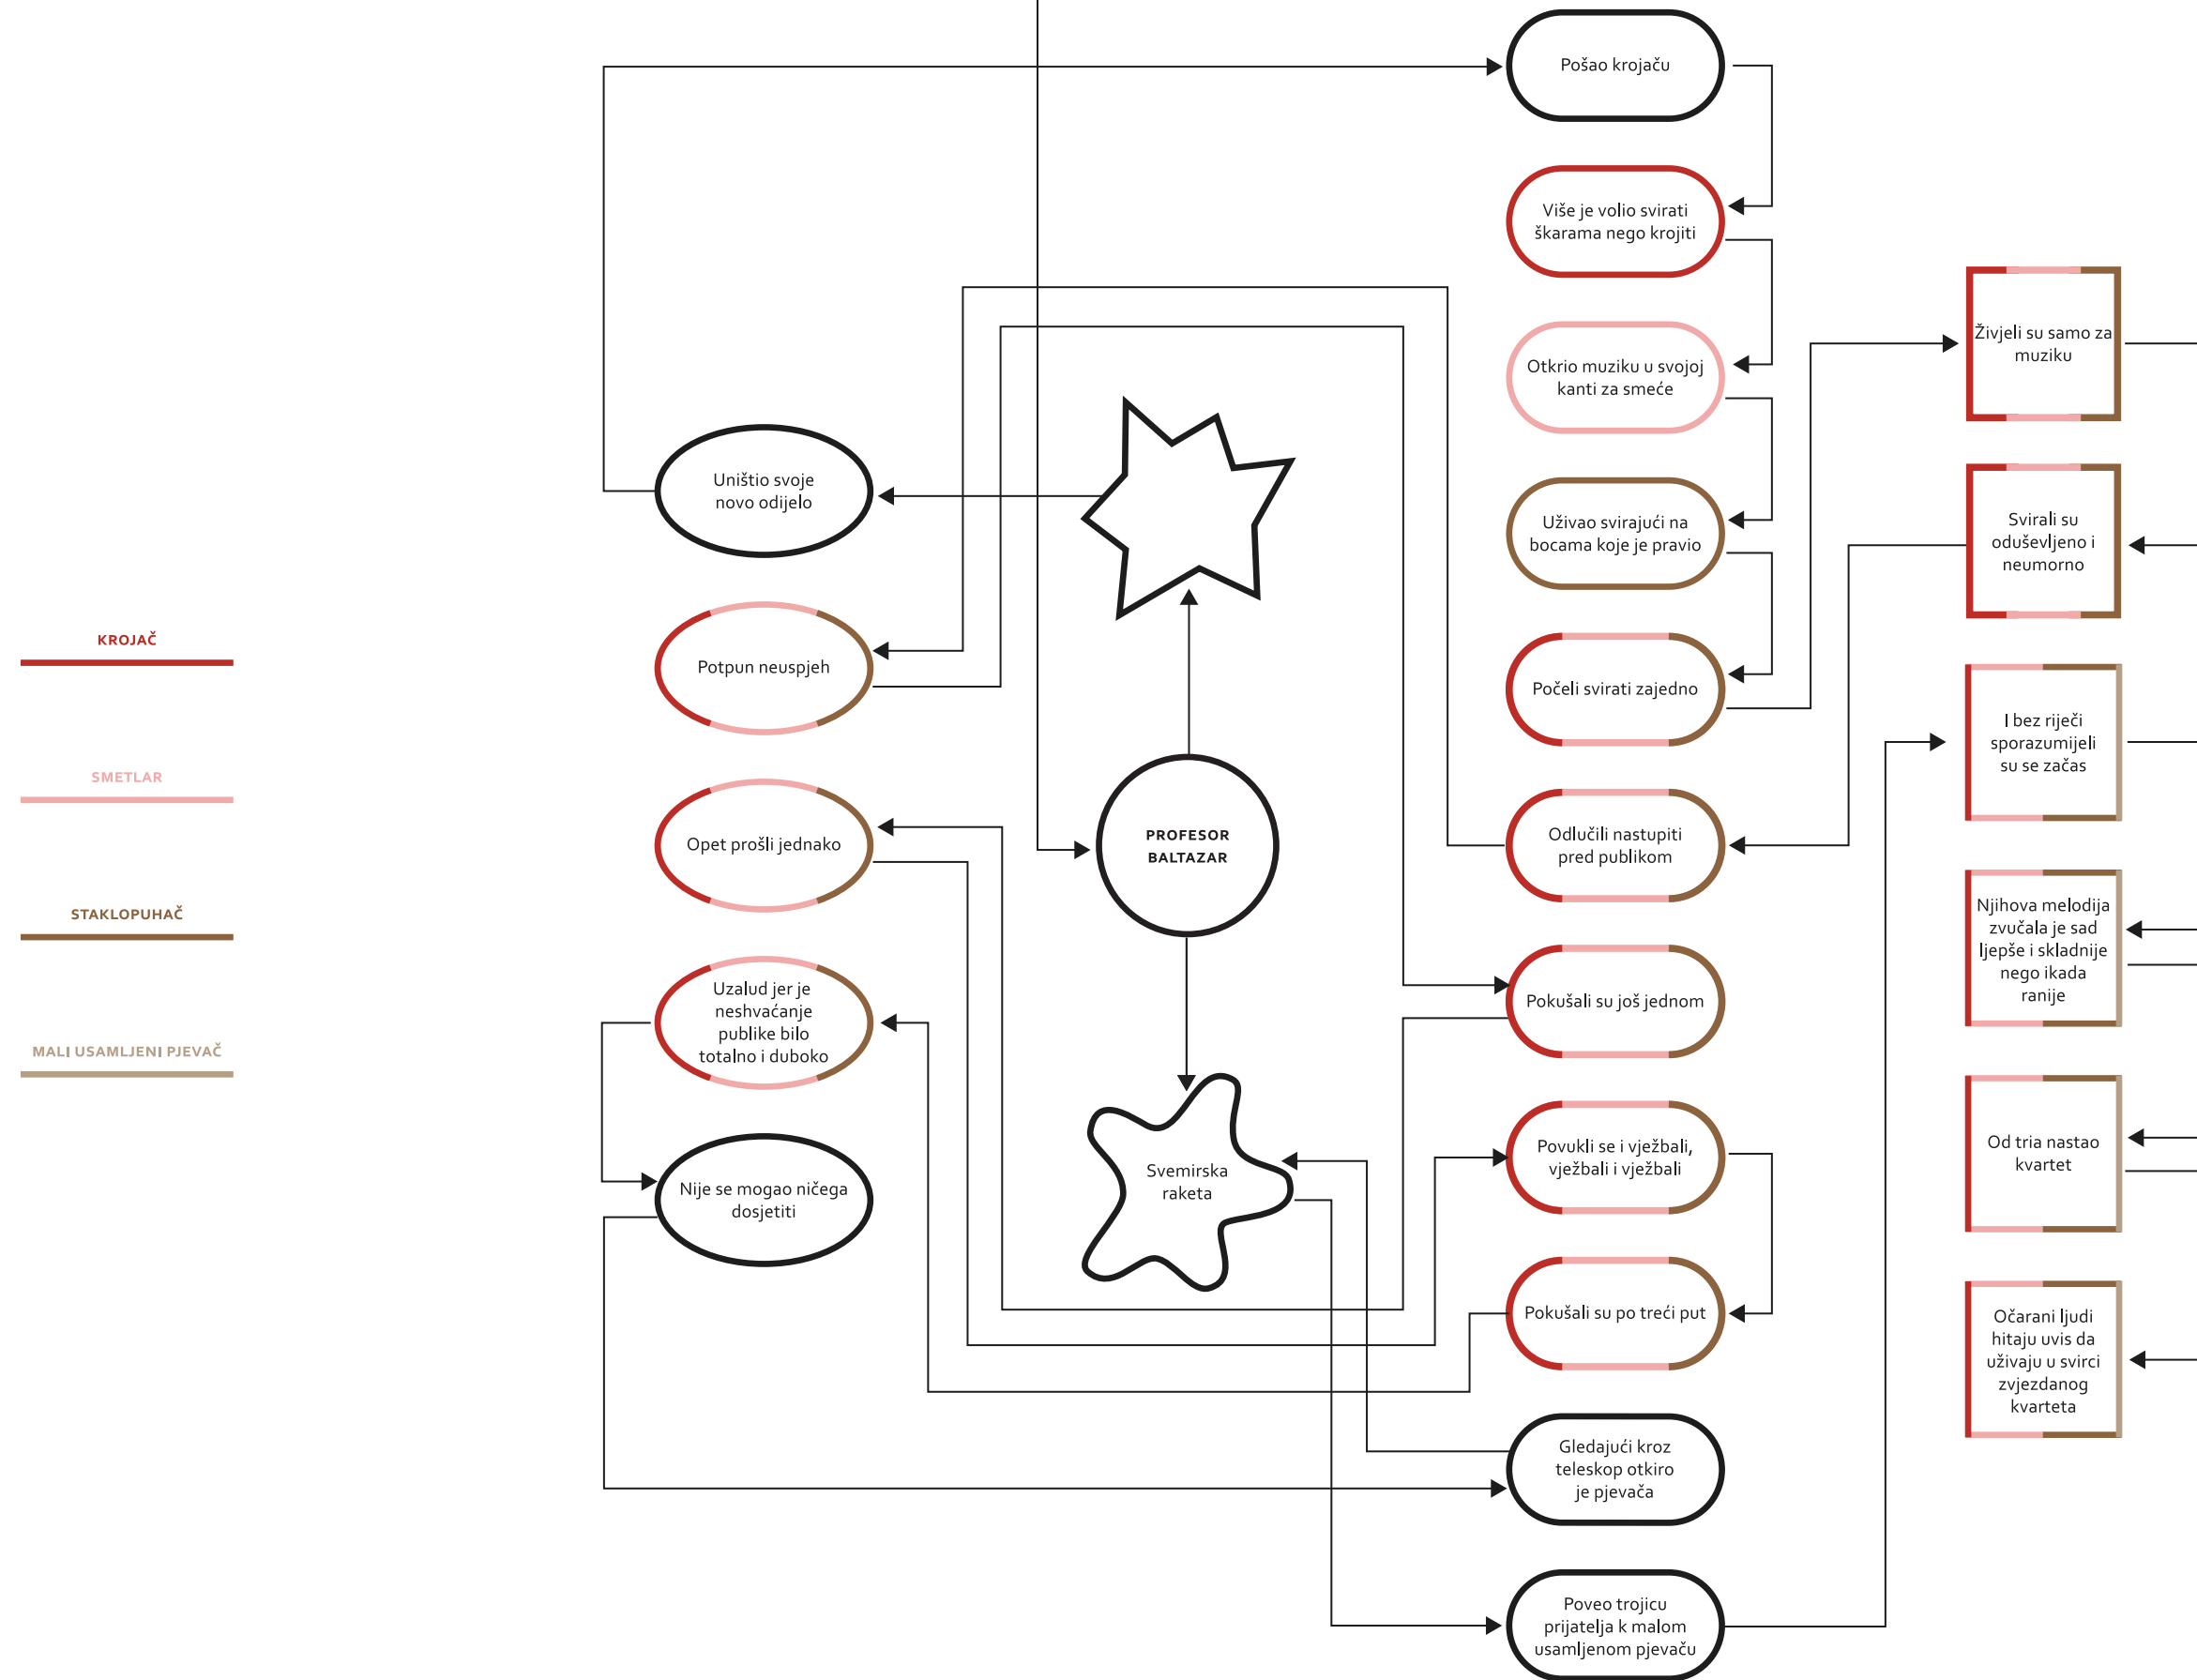 KROJAČ
SMETLAR
STAKLOPUHAČ
MALI USAMLJENI PJEVAČ
Uništio svoje
novo odijelo
Potpun neuspjeh
Opet prošli jednako
Uzalud jer je
neshvaćanje
publike bilo
totalno i duboko
Nije se mogao ničega
dosjetiti
PROFESOR
BALTAZAR
Svemirska
raketa
Pošao krojaču
Više je volio svirati
škarama nego krojiti
Otkrio muziku u svojoj
kanti za smeće
Uživao svirajući na
bocama koje je pravio
Počeli svirati zajedno
Odlučili nastupiti
pred publikom
Pokušali su još jednom
Povukli se i vježbali,
vježbali i vježbali
Pokušali su po treći put
Gledajući kroz
teleskop otkiro
je pjevača
Poveo trojicu
prijatelja k malom
usamljenom pjevaču
Živjeli su samo za
muziku
Svirali su
oduševljeno i
neumorno
I bez riječi
sporazumijeli
su se začas
Njihova melodija
zvučala je sad
ljepše i skladnije
nego ikada
ranije
Od tria nastao
kvartet
Očarani ljudi
hitaju uvis da
uživaju u svirci
zvjezdanog
kvarteta